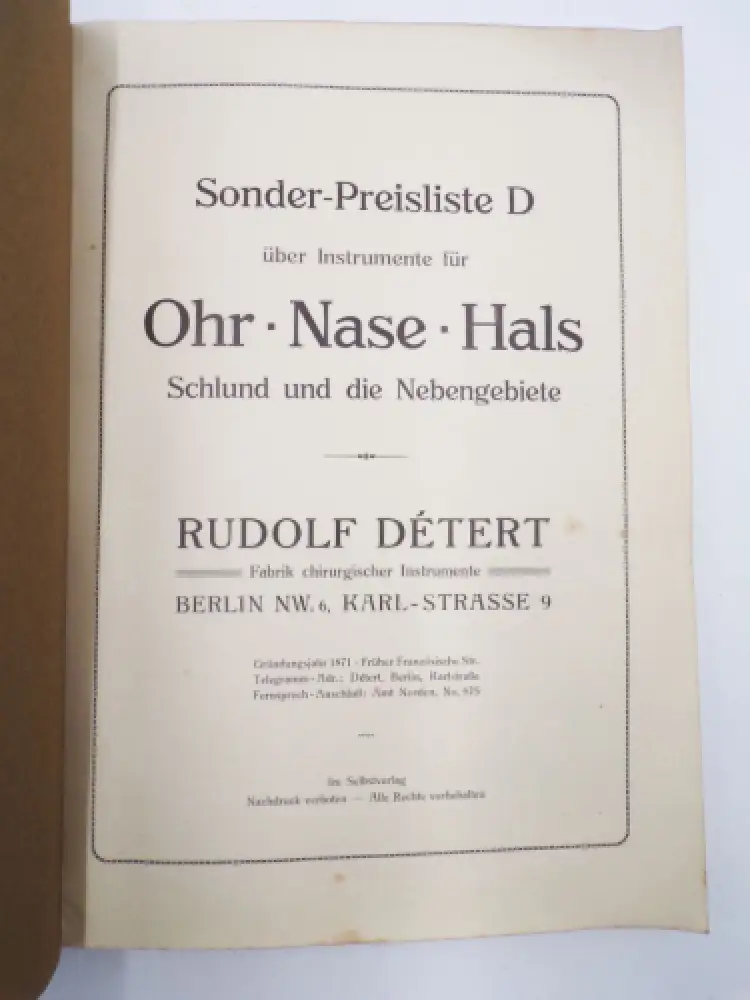 Sonder-Preisliste D
über Instrumente für
Ohr · Nase · Hals
Schlund und die Nebengebiete
RUDOLF DÉTERT
Fabrik chirurgischer Instrumente
BERLIN NW. 6, KARL-STRASSE 9
Gründungsjahr 1871 · Früher Französische Str.
Telegramm-Adr.: Détert, Berlin, Karlstraße
Fernsprech-Anschluß: Amt Norden, No. 825
Im Selbstverlag
Nachdruck verboten — Alle Rechte vorbehalten